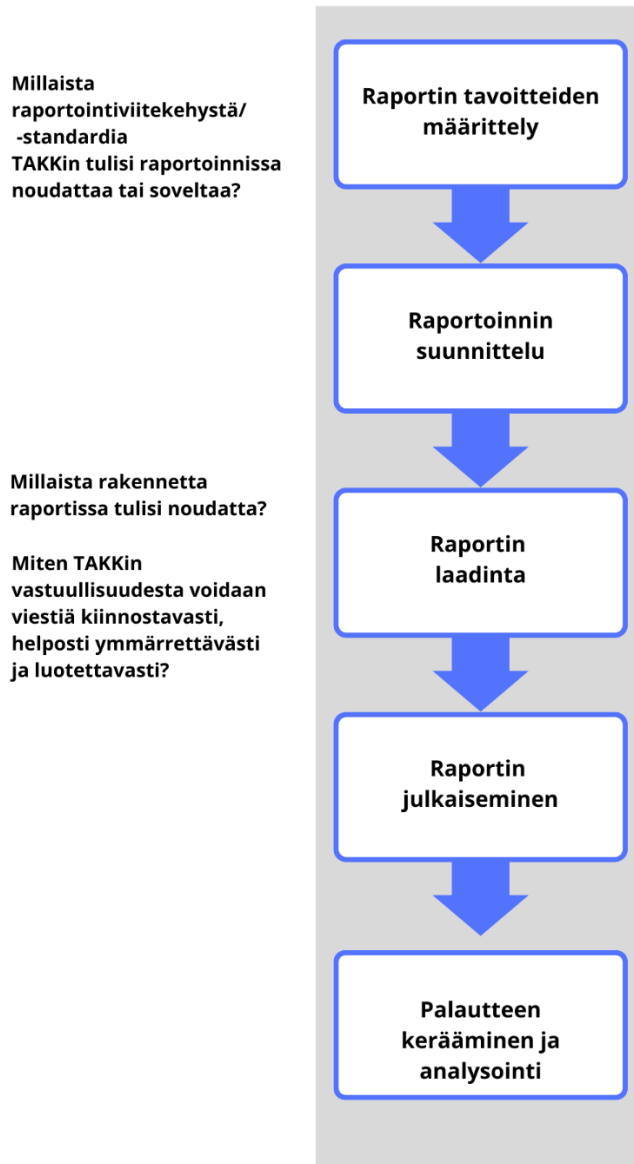 Millaista
raportointiviitekehystä/
-standardia
TAKKin tulisi raportoinnissa
noudattaa tai soveltaa?
Raportin tavoitteiden
määrittely
Raportoinnin
suunnittelu
Millaista rakennetta
raportissa tulisi noudatta?
Miten TAKKin
vastuullisuudesta voidaan
viestiä kiinnostavasti,
helposti ymmärrettävästi
ja luotettavasti?
Raportin
laadinta
Raportin
julkaiseminen
Palautteen
kerääminen ja
analysointi